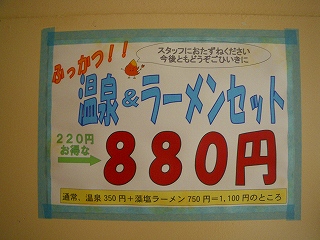 ふっかつ!!
スタッフにおたずねください
今後ともどうぞごひいきに
温泉&ラーメンセット
220円
お得な
880円
通常、温泉350円+藻塩ラーメン750円=1,100円のところ